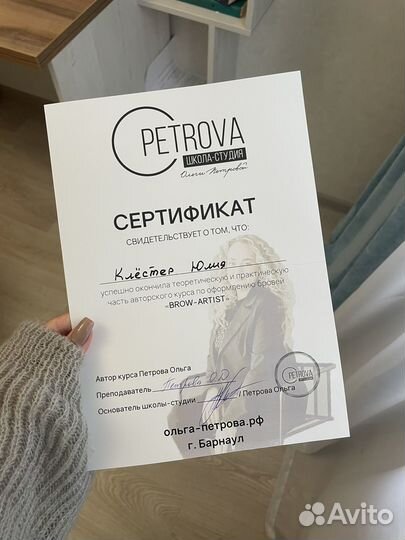 PETROVA
ШКОЛА-СТУДИЯ
Ольги Петровой
СЕРТИФИКАТ
СВИДЕТЕЛЬСТВУЕТ О ТОМ, ЧТО:
Клёстер Юлия
успешно окончила теоретическую и практическую
часть авторского курса по оформлению бровей
«BROW-ARTIST»
Автор курса Петрова Ольга
Преподаватель Петрова О.
Основатель школы-студии Петрова Ольга
PETROVA
ольга-петрова.рф
г. Барнаул
Avito